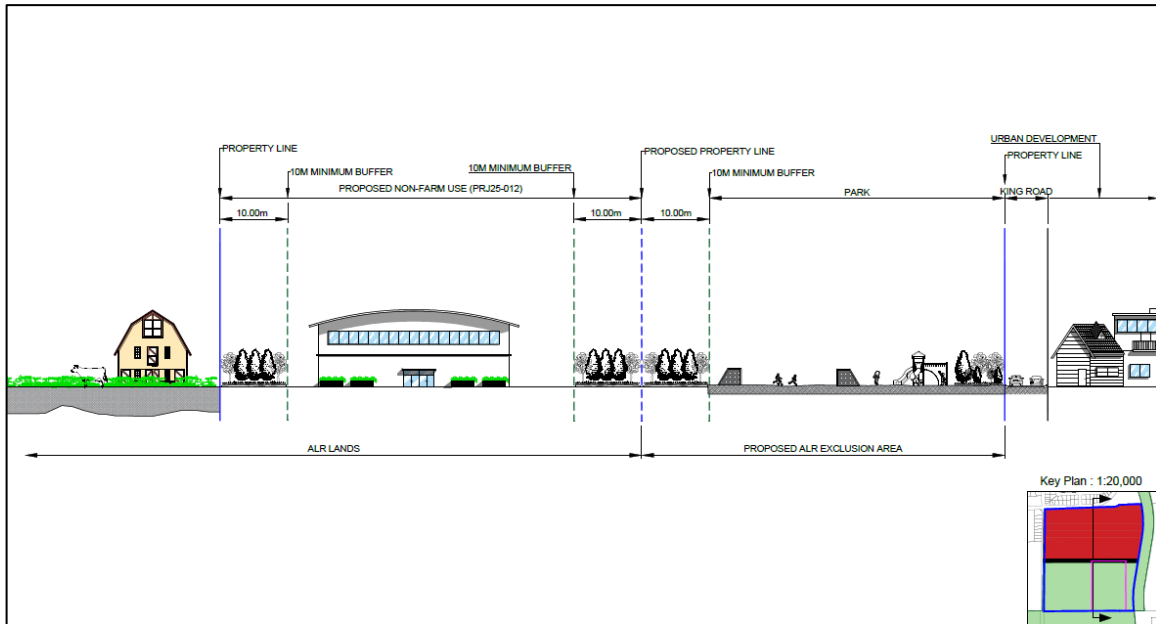 URBAN DEVELOPMENT
PROPERTY LINE
PROPOSED PROPERTY LINE
PROPERTY LINE
10M MINIMUM BUFFER
10M MINIMUM BUFFER
10M MINIMUM BUFFER
PROPOSED NON-FARM USE (PRJ25-012)
PARK
KING ROAD
10.00m
10.00m
10.00m
ALR LANDS
PROPOSED ALR EXCLUSION AREA
Key Plan : 1:20,000